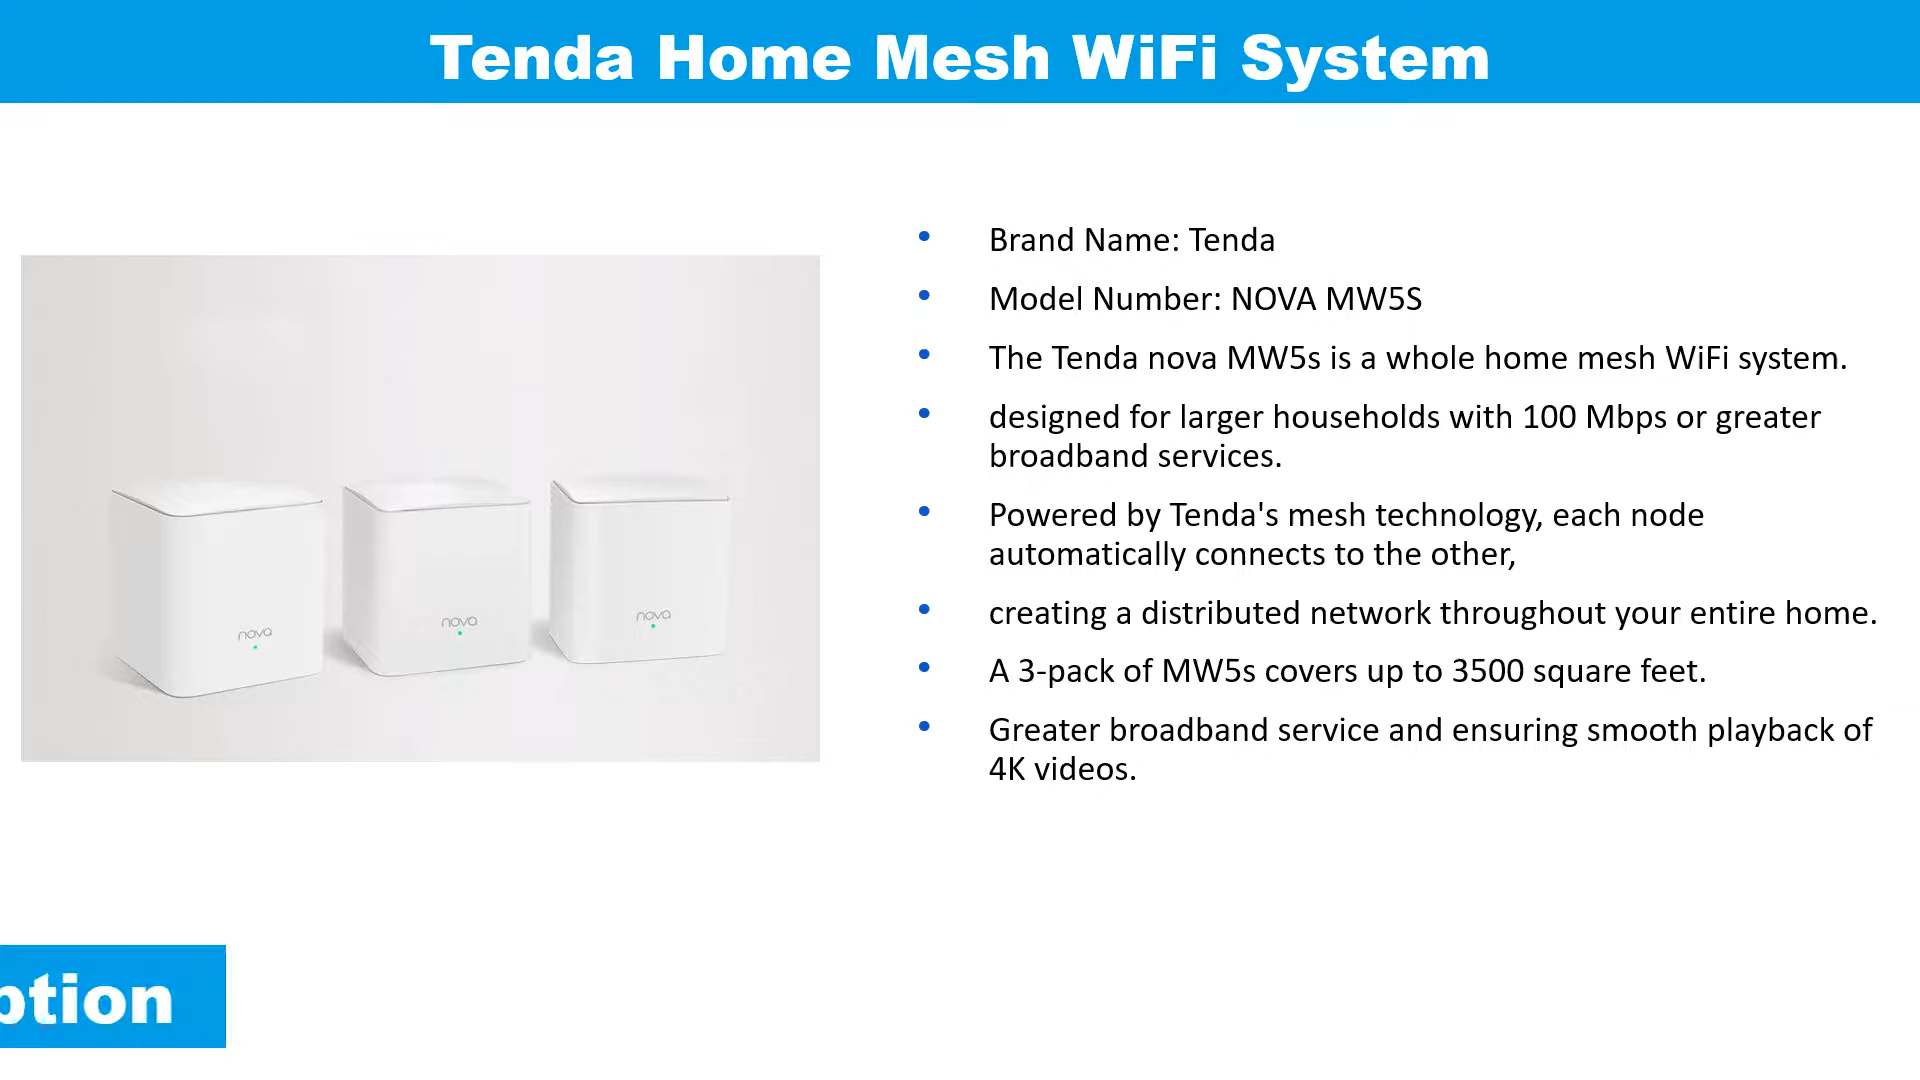 Tenda Home Mesh WiFi System
• Brand Name: Tenda
• Model Number: NOVA MW5S
• The Tenda nova MW5s is a whole home mesh WiFi system.
• designed for larger households with 100 Mbps or greater
broadband services.
• Powered by Tenda's mesh technology, each node
automatically connects to the other,
• creating a distributed network throughout your entire home.
• A 3-pack of MW5s covers up to 3500 square feet.
• Greater broadband service and ensuring smooth playback of
4K videos.
nova
nova
nova
ption